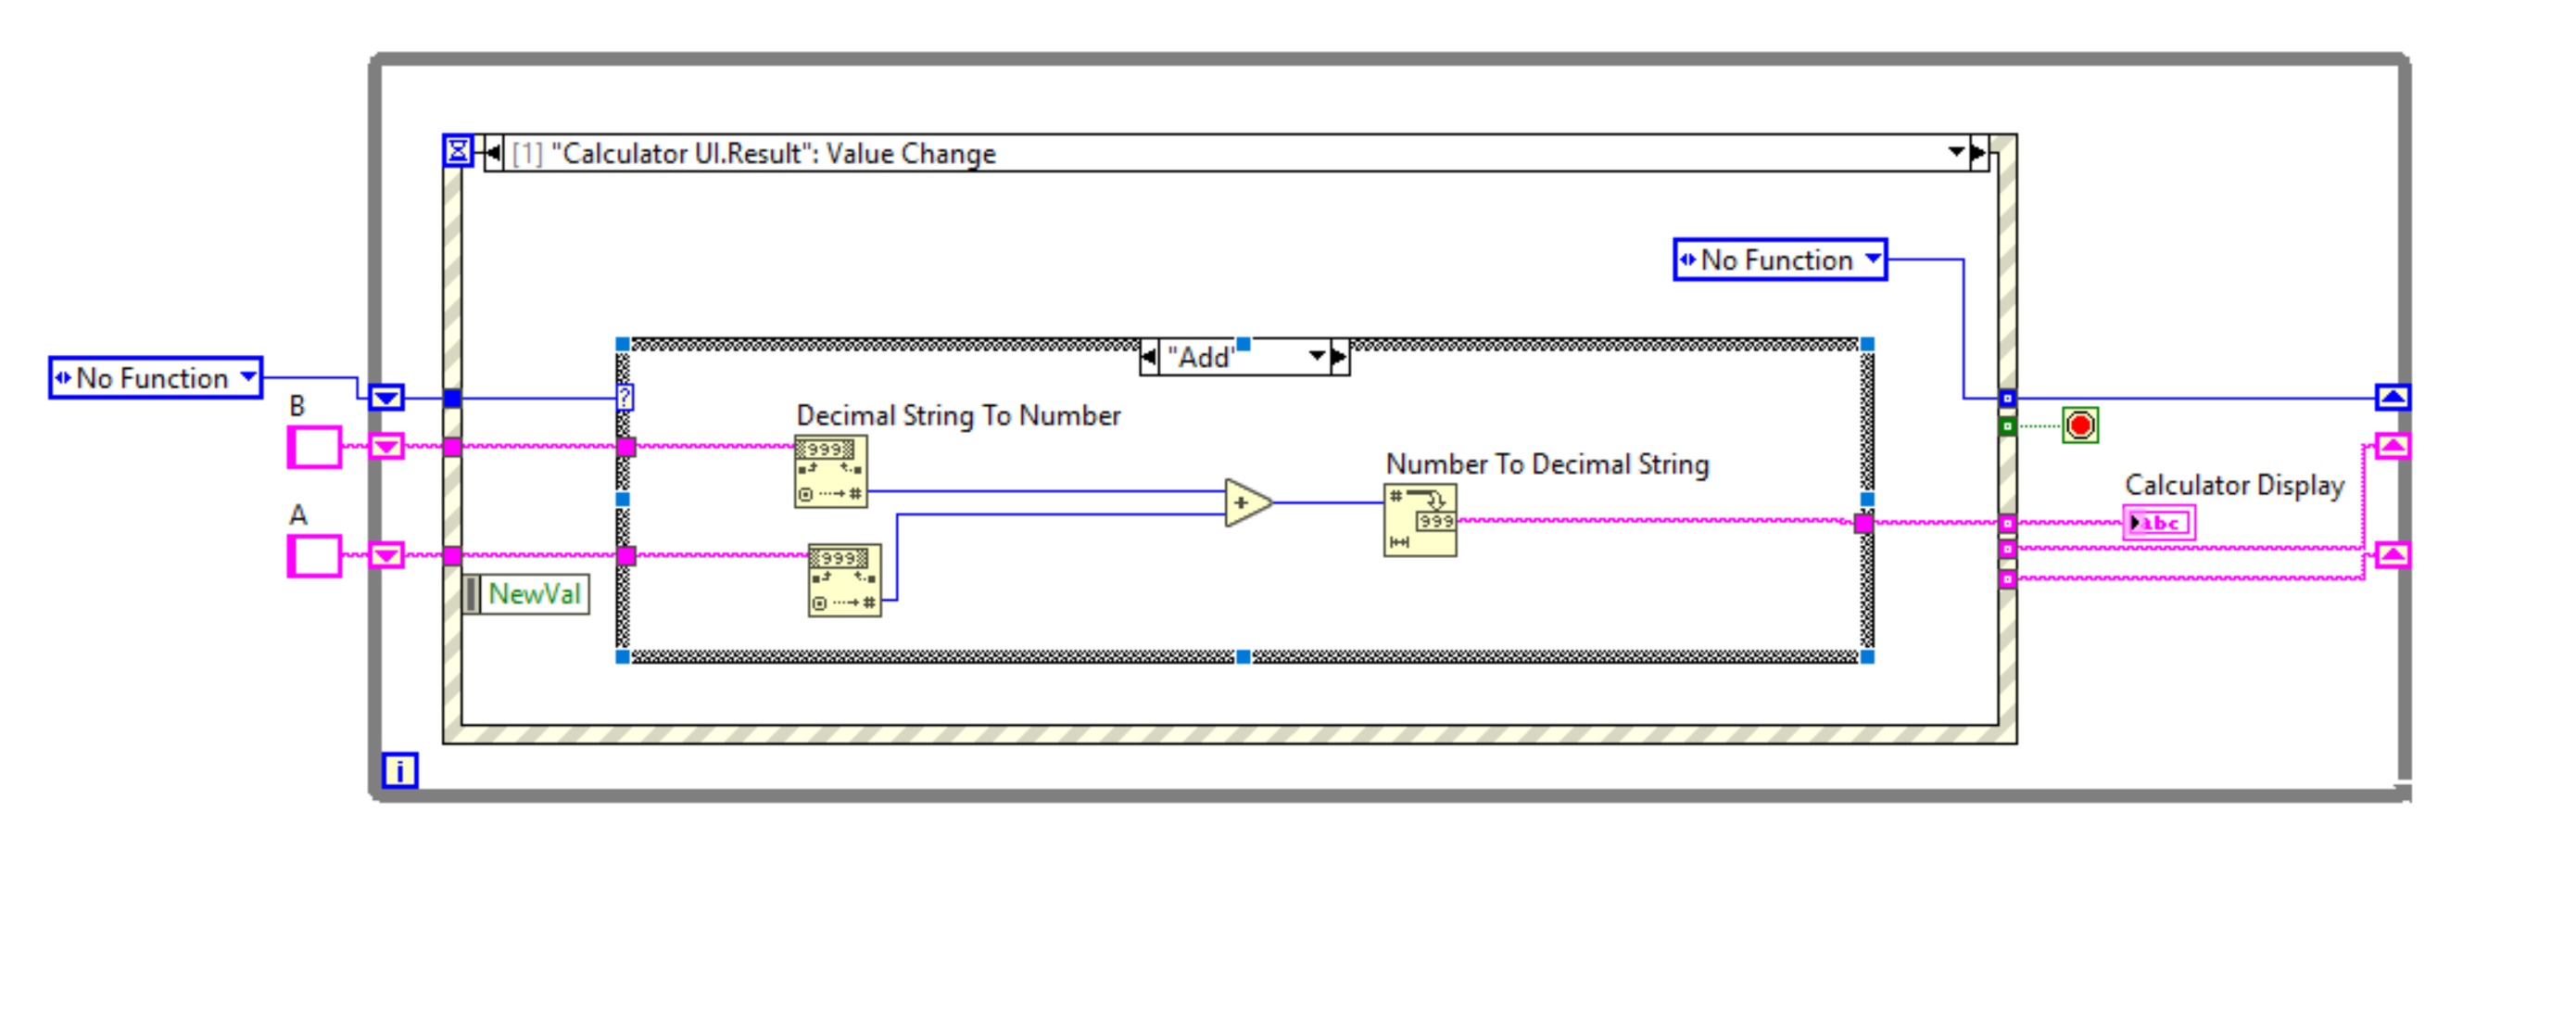 [1] "Calculator UI.Result": Value Change
No Function
"Add"
No Function
?
B
Decimal String To Number
999
#
+
Number To Decimal String
#
999
Calculator Display
abc
A
999
#
NewVal
i